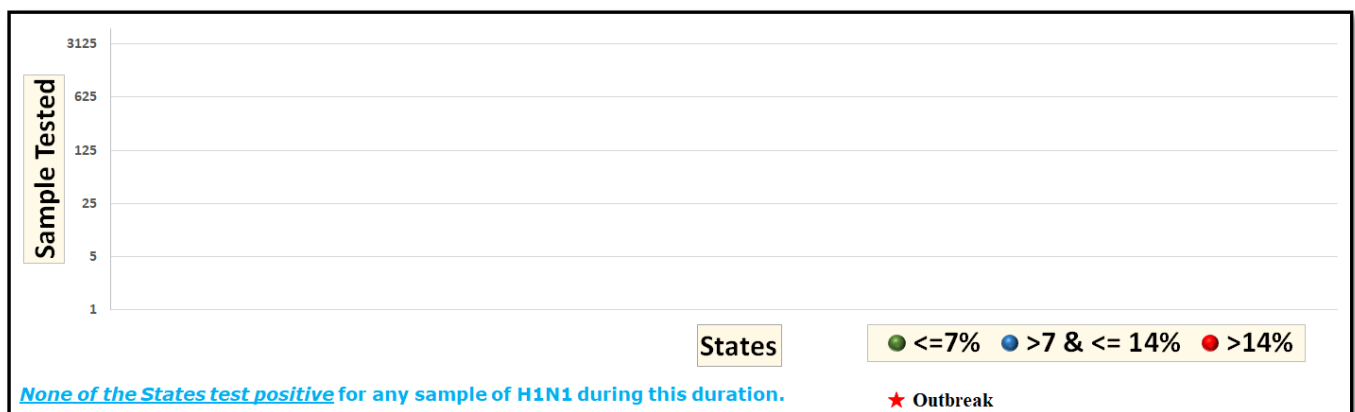 3125
625
125
25
5
1
Sample Tested
States
<=7% >7 & <= 14% >14%
None of the States test positive for any sample of H1N1 during this duration.
Outbreak